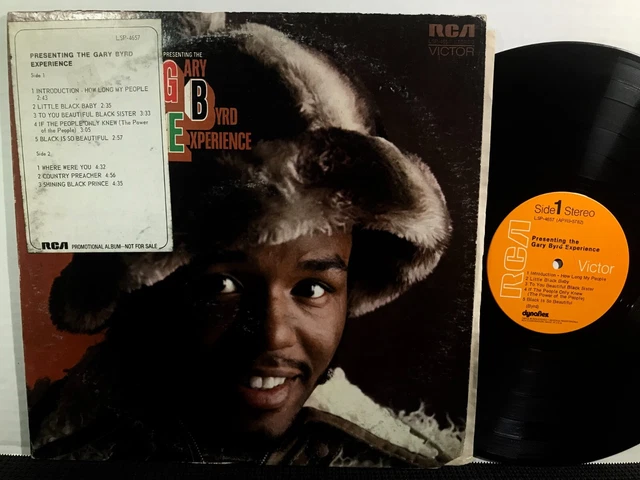 LSP-4657
PRESENTING THE GARY BYRD
EXPERIENCE
Side 1
1 INTRODUCTION - HOW LONG MY PEOPLE
2:43
2 LITTLE BLACK BABY 2:35
3 TO YOU BEAUTIFUL BLACK SISTER 3:33
4 IF THE PEOPLE ONLY KNEW (The Power
of the People) 3:05
5 BLACK IS SO BEAUTIFUL 2:57
Side 2
1 WHERE WERE YOU 4:32
2 COUNTRY PREACHER 4:56
3 SHINING BLACK PRINCE 4:35
RCA PROMOTIONAL ALBUM—NOT FOR SALE
PRESENTING THE
GARY
BYRD
EXPERIENCE
RCA
VICTOR
Side 1 Stereo
LSP-4657
Presenting the
Gary Byrd Experience
RCA Victor
1 Introduction - How Long My People
2 Little Black Baby
3 To You Beautiful Black Sister
4 If The People Only Knew
(The Power of the People)
5 Black Is So Beautiful
dynaflex